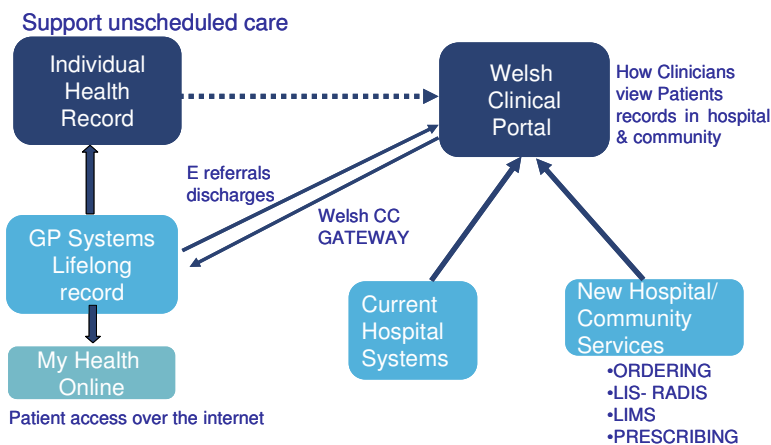 Support unscheduled care
Individual
Health
Record
Welsh
Clinical
Portal
How Clinicians
view Patients
records in hospital
& community
E referrals
discharges
Welsh CC
GATEWAY
GP Systems
Lifelong
record
Current
Hospital
Systems
New Hospital/
Community
Services
My Health
Online
Patient access over the internet
•ORDERING
•LIS- RADIS
•LIMS
•PRESCRIBING